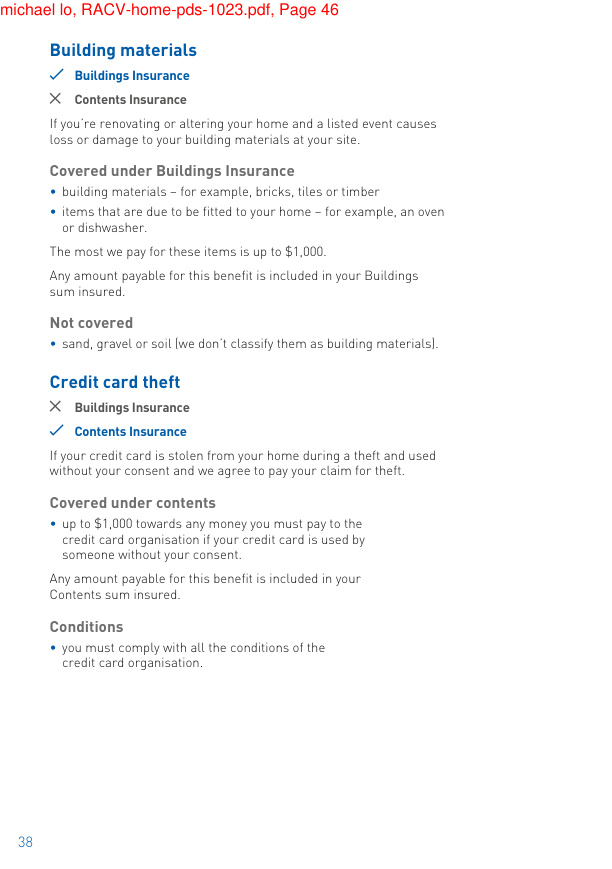 michael lo, RACV-home-pds-1023.pdf, Page 46
Building materials
✓ Buildings Insurance
✕ Contents Insurance
If you're renovating or altering your home and a listed event causes
loss or damage to your building materials at your site.
Covered under Buildings Insurance
• building materials – for example, bricks, tiles or timber
• items that are due to be fitted to your home – for example, an oven
or dishwasher.
The most we pay for these items is up to $1,000.
Any amount payable for this benefit is included in your Buildings
sum insured.
Not covered
• sand, gravel or soil (we don't classify them as building materials).
Credit card theft
✕ Buildings Insurance
✓ Contents Insurance
If your credit card is stolen from your home during a theft and used
without your consent and we agree to pay your claim for theft.
Covered under contents
• up to $1,000 towards any money you must pay to the
credit card organisation if your credit card is used by
someone without your consent.
Any amount payable for this benefit is included in your
Contents sum insured.
Conditions
• you must comply with all the conditions of the
credit card organisation.
38